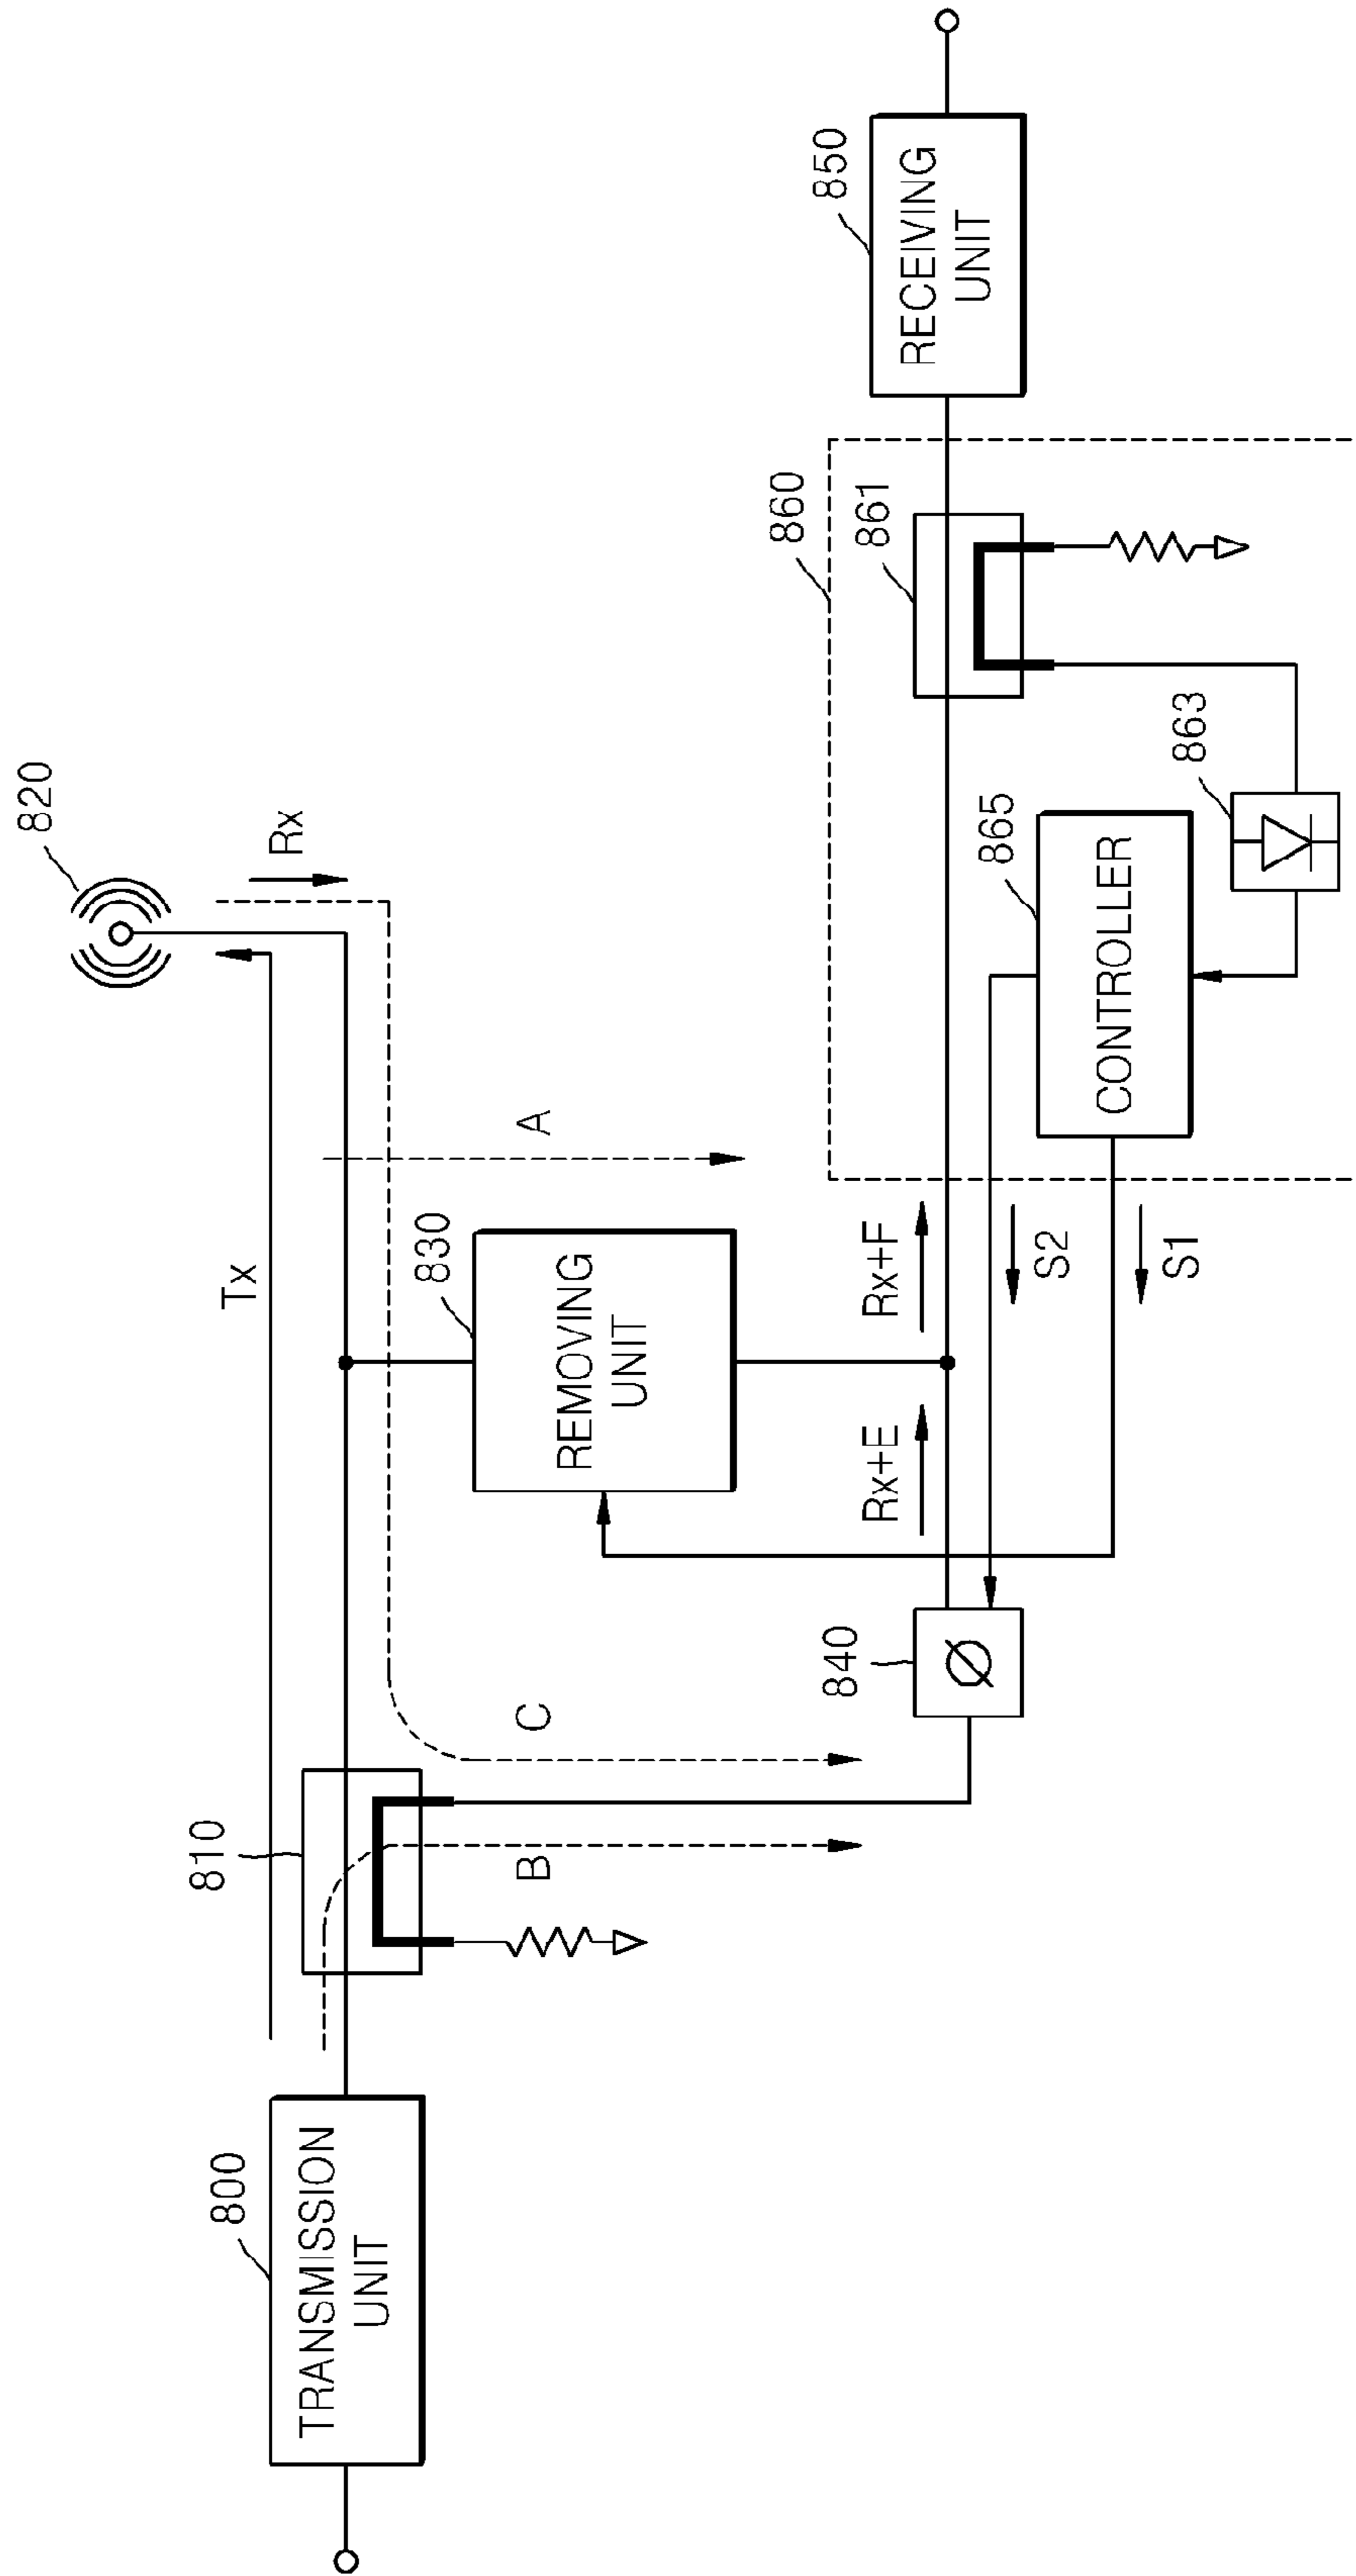 820
Tx
Rx
800
TRANSMISSION
UNIT
810
B
C
A
830
REMOVING
UNIT
840
Ø
Rx+E
Rx+F
S2
S1
860
861
865
CONTROLLER
863
850
RECEIVING
UNIT